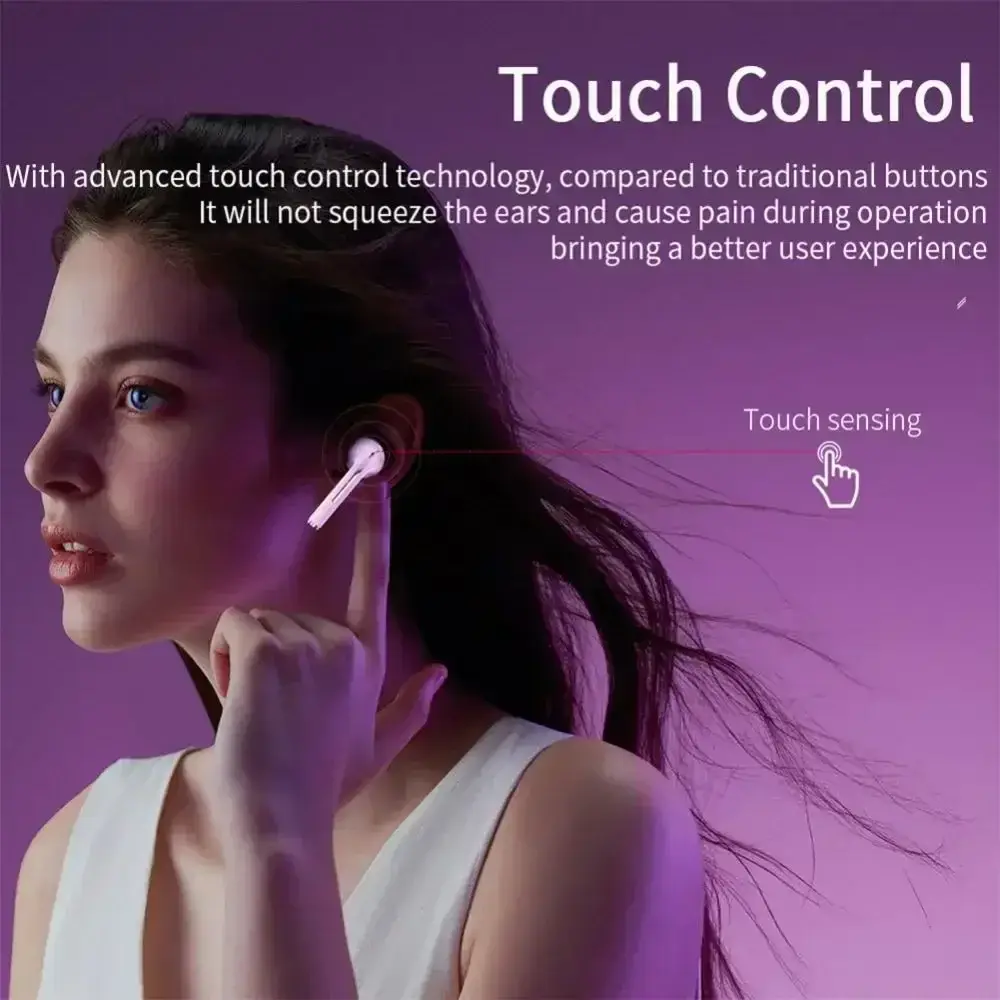 Touch Control
With advanced touch control technology, compared to traditional buttons
It will not squeeze the ears and cause pain during operation
bringing a better user experience
Touch sensing